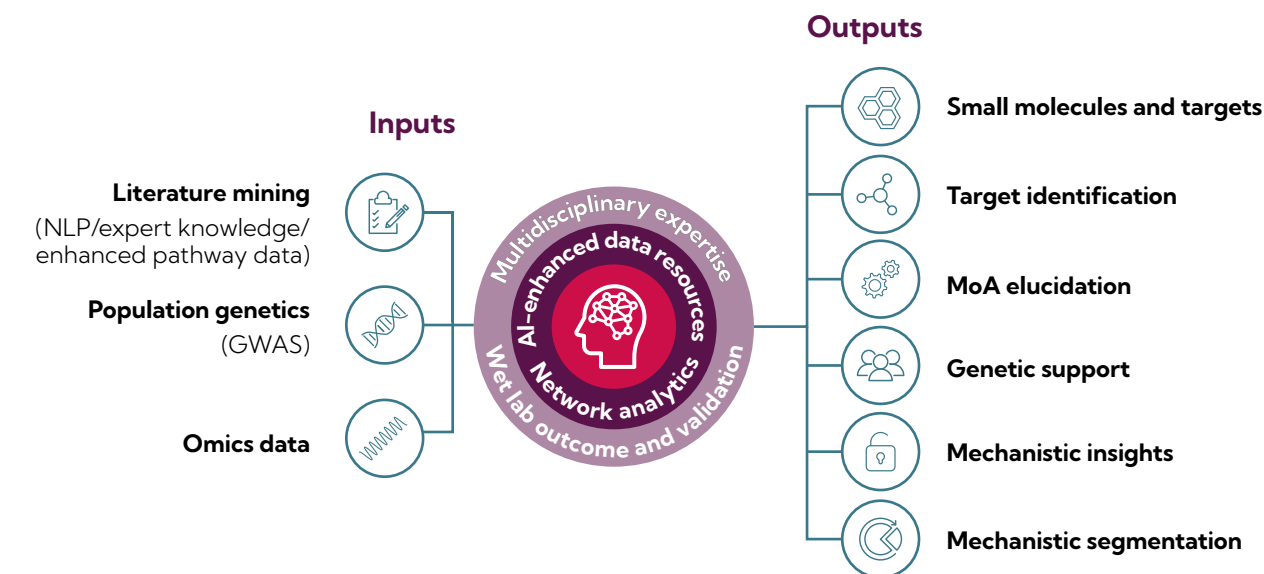 Outputs
Inputs
Literature mining
(NLP/expert knowledge/
enhanced pathway data)
Population genetics
(GWAS)
Omics data
Multidisciplinary expertise
AI-enhanced data resources
Network analytics
Wet lab outcome and validation
Small molecules and targets
Target identification
MoA elucidation
Genetic support
Mechanistic insights
Mechanistic segmentation